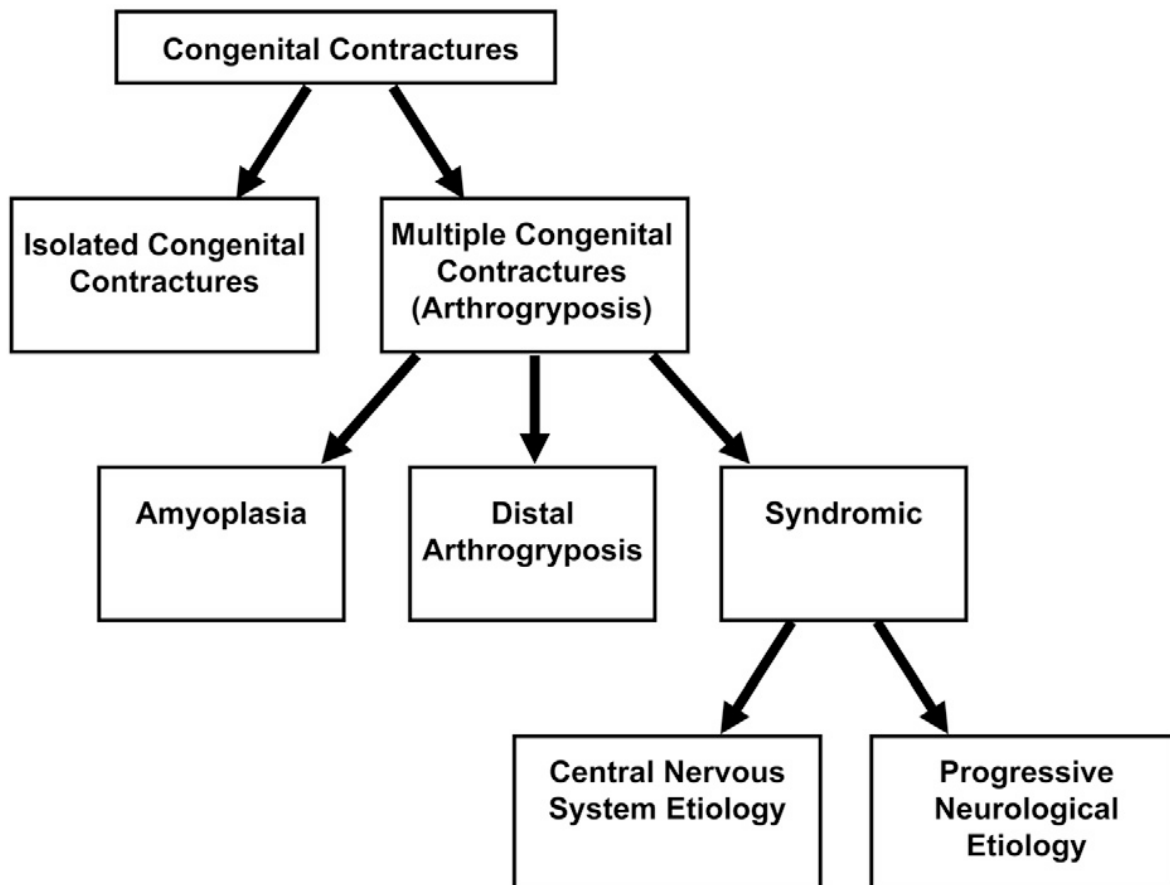 Congenital Contractures
Isolated Congenital
Contractures
Multiple Congenital
Contractures
(Arthrogryposis)
Amyoplasia
Distal
Arthrogryposis
Syndromic
Central Nervous
System Etiology
Progressive
Neurological
Etiology